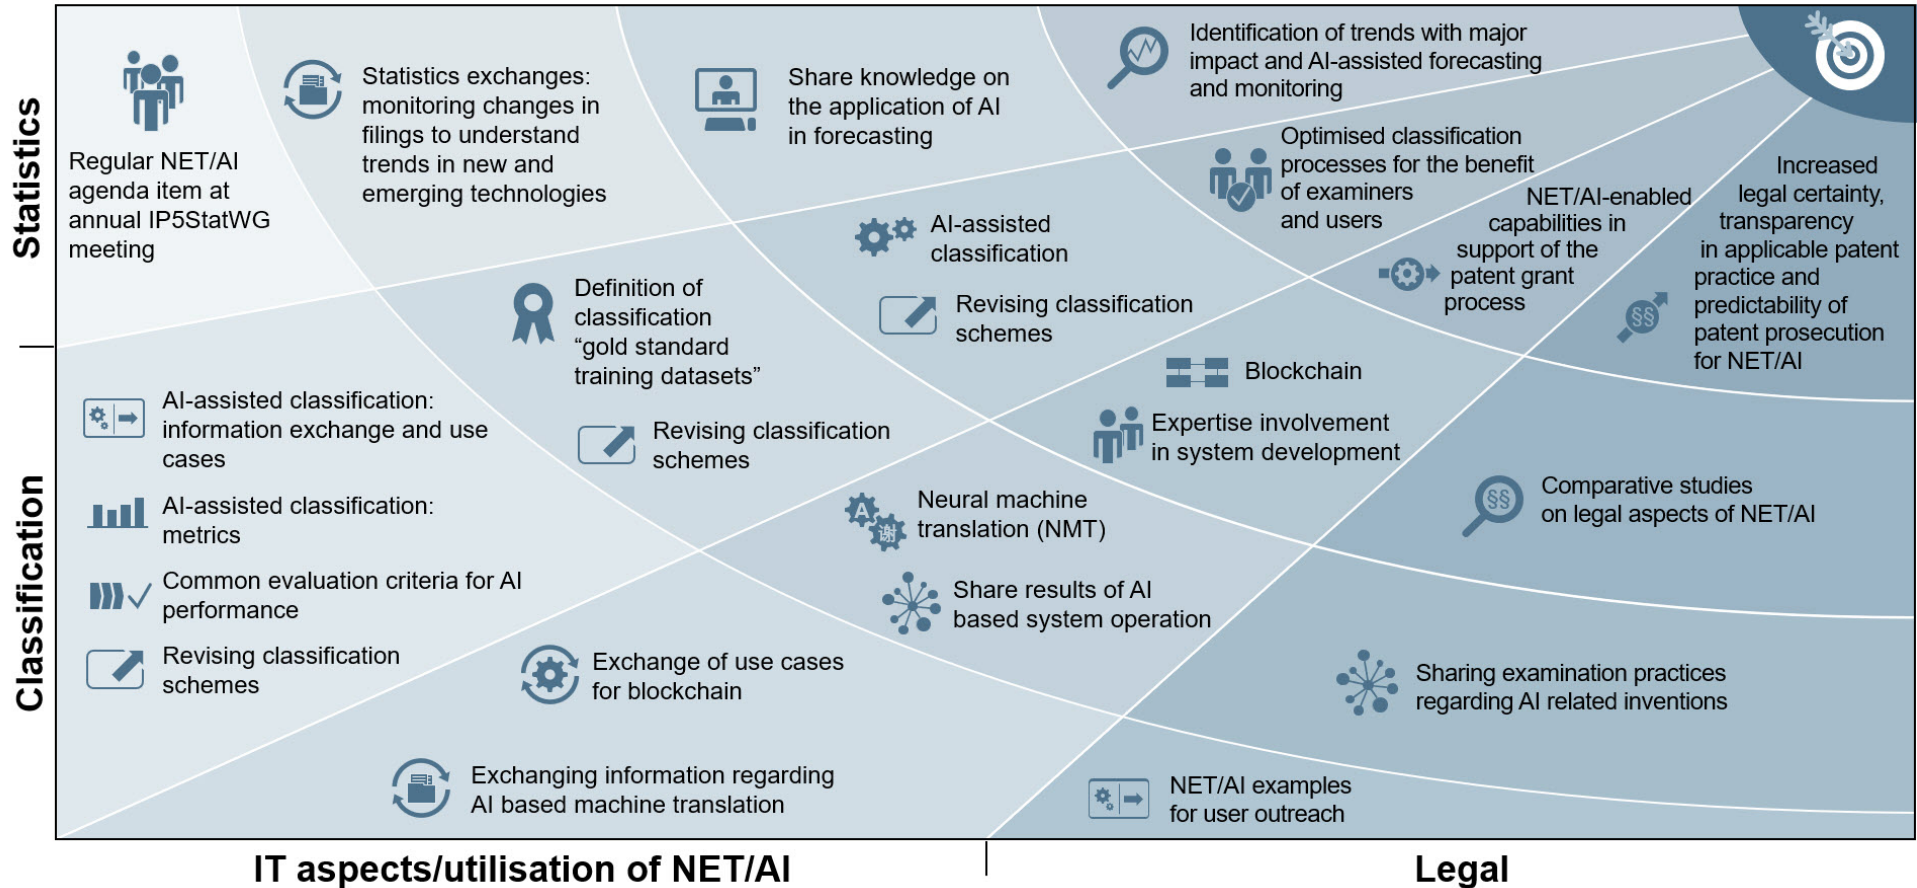 Statistics
Classification
Regular NET/AI
agenda item at
annual IP5StatWG
meeting
Statistics exchanges:
monitoring changes in
filings to understand
trends in new and
emerging technologies
Share knowledge on
the application of AI
in forecasting
Identification of trends with major
impact and AI-assisted forecasting
and monitoring
AI-assisted classification:
information exchange and use
cases
AI-assisted classification:
metrics
Common evaluation criteria for AI
performance
Revising classification
schemes
Definition of
classification
“gold standard
training datasets”
Revising classification
schemes
AI-assisted
classification
Revising classification
schemes
Optimised classification
processes for the benefit
of examiners
and users
Exchange of use cases
for blockchain
Exchanging information regarding
AI based machine translation
A
谢
Neural machine
translation (NMT)
Share results of AI
based system operation
Blockchain
Expertise involvement
in system development
NET/AI-enabled
capabilities in
support of the
patent grant
process
NET/AI examples
for user outreach
Sharing examination practices
regarding AI related inventions
§§
Comparative studies
on legal aspects of NET/AI
§§
Increased
legal certainty,
transparency
in applicable patent
practice and
predictability of
patent prosecution
for NET/AI
IT aspects/utilisation of NET/AI
Legal